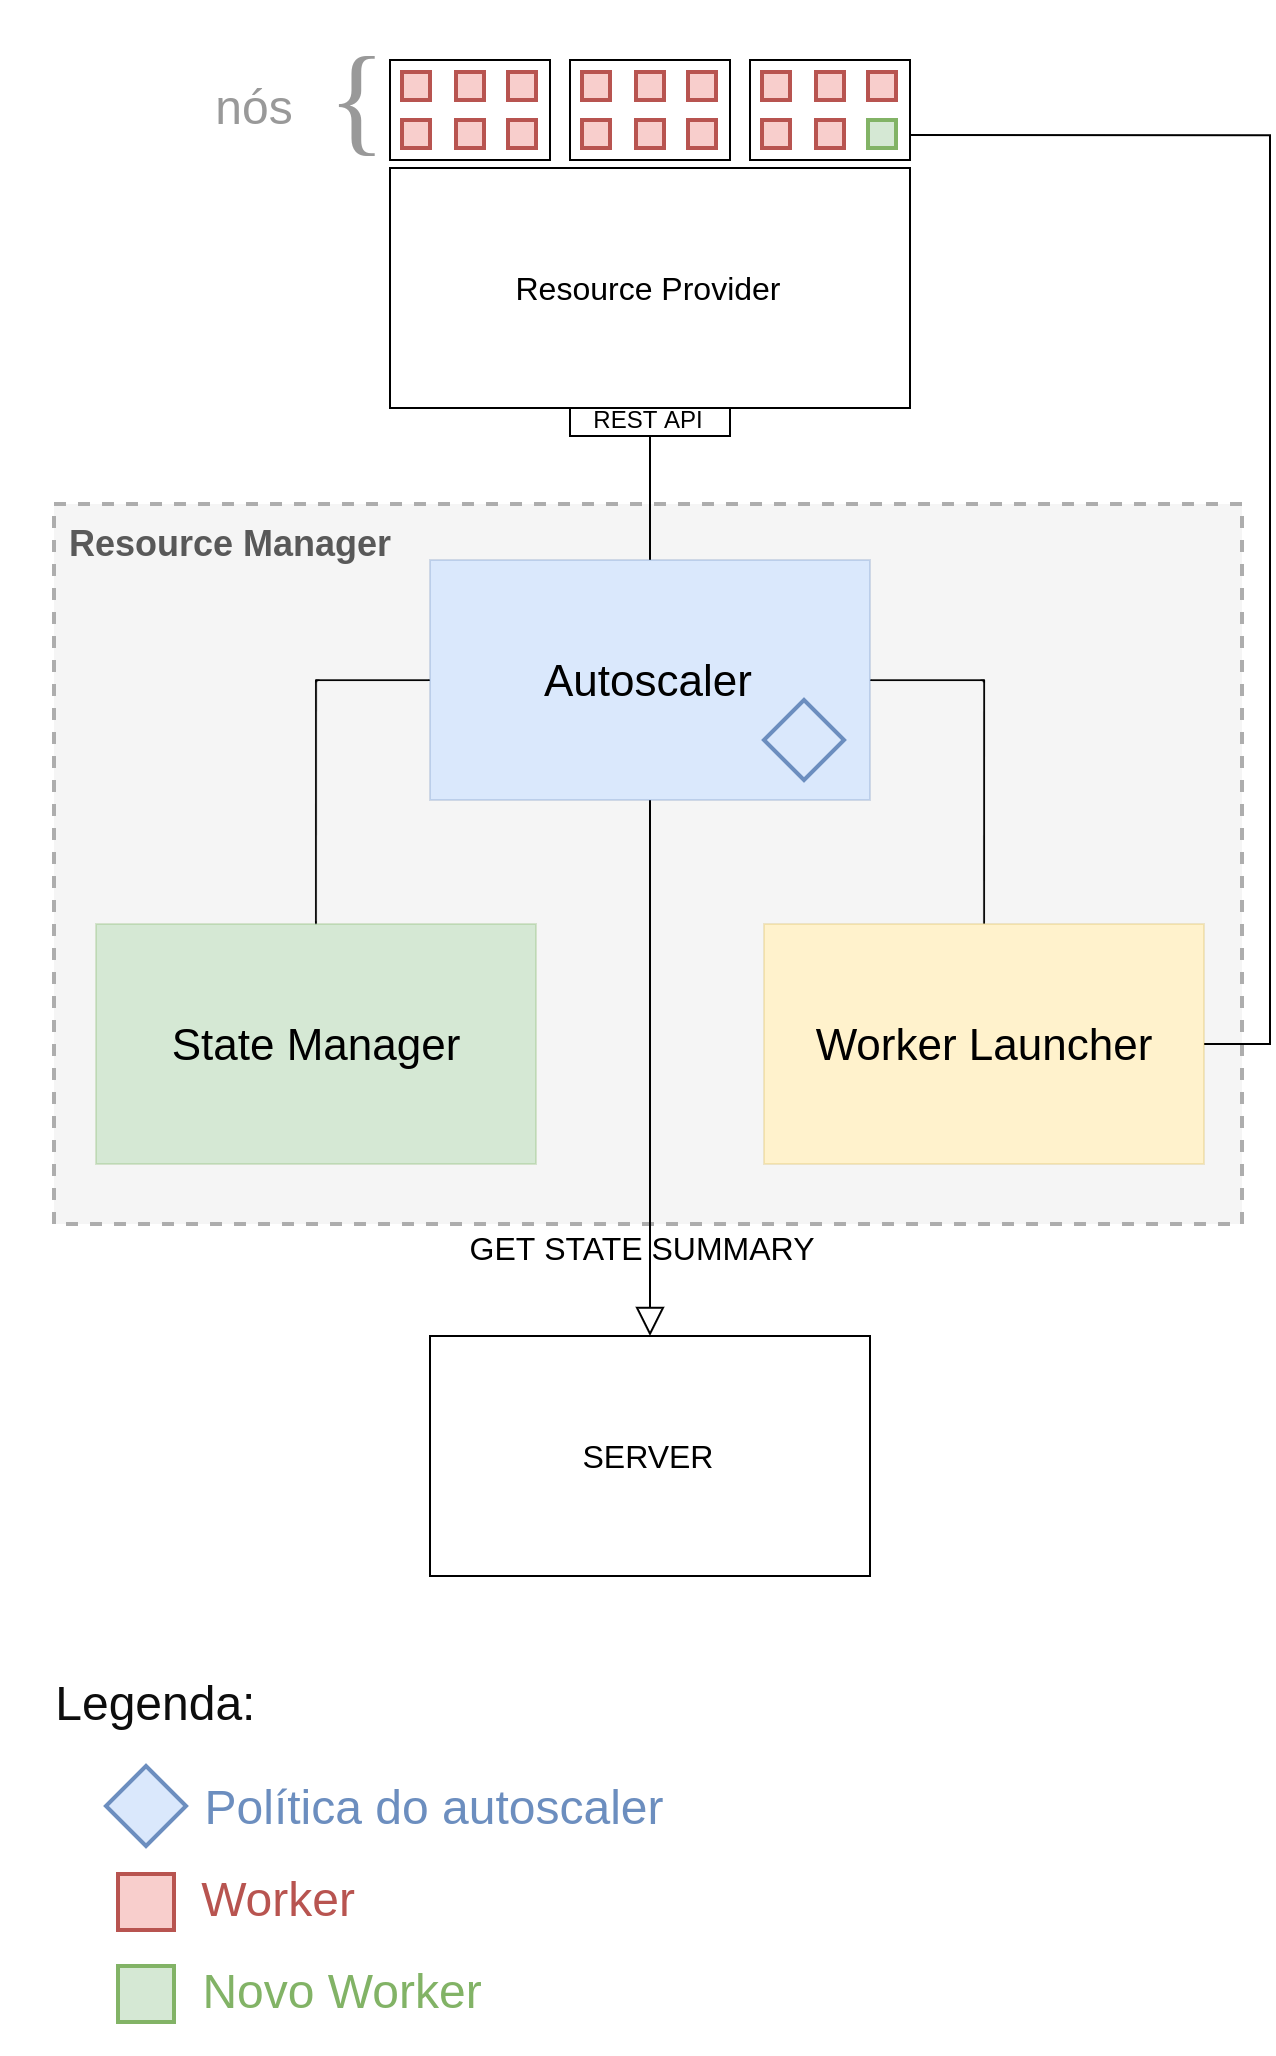 nós {
Resource Provider
REST API
Resource Manager
Autoscaler
State Manager
Worker Launcher
GET STATE SUMMARY
SERVER
Legenda:
Política do autoscaler
Worker
Novo Worker